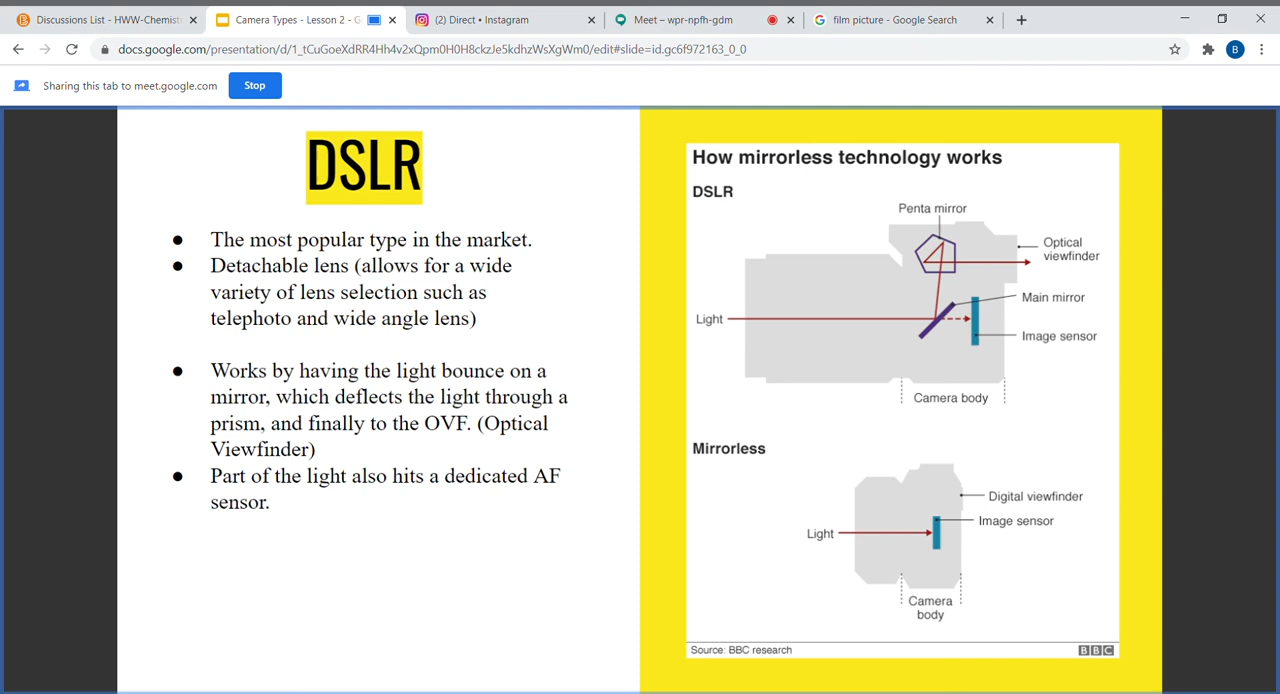 Discussions List - HWW-Chemist
Camera Types - Lesson 2 - G
(2) Direct • Instagram
Meet – wpr-npfh-gdm
film picture - Google Search
docs.google.com/presentation/d/1_tCuGoeXdRR4Hh4v2xQpm0H0H8ckzJe5kdhzWsXgWm0/edit#slide=id.gc6f972163_0_0
B
Sharing this tab to meet.google.com
Stop
DSLR
● The most popular type in the market.
● Detachable lens (allows for a wide
variety of lens selection such as
telephoto and wide angle lens)
● Works by having the light bounce on a
mirror, which deflects the light through a
prism, and finally to the OVF. (Optical
Viewfinder)
● Part of the light also hits a dedicated AF
sensor.
How mirrorless technology works
DSLR
Penta mirror
Optical
viewfinder
Main mirror
Light
Image sensor
Camera body
Mirrorless
Digital viewfinder
Image sensor
Light
Camera
body
Source: BBC research
BBC